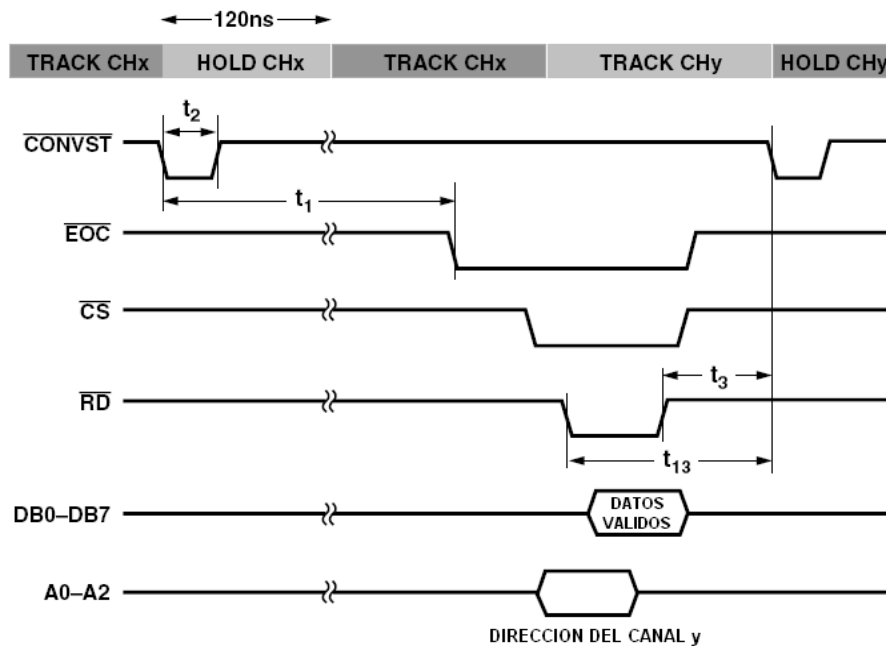 120ns
TRACK CHx HOLD CHx TRACK CHx TRACK CHy HOLD CHy
t2
CONVST
t1
EOC
CS
t3
RD
t13
DB0–DB7
DATOS
VALIDOS
A0–A2
DIRECCION DEL CANAL y